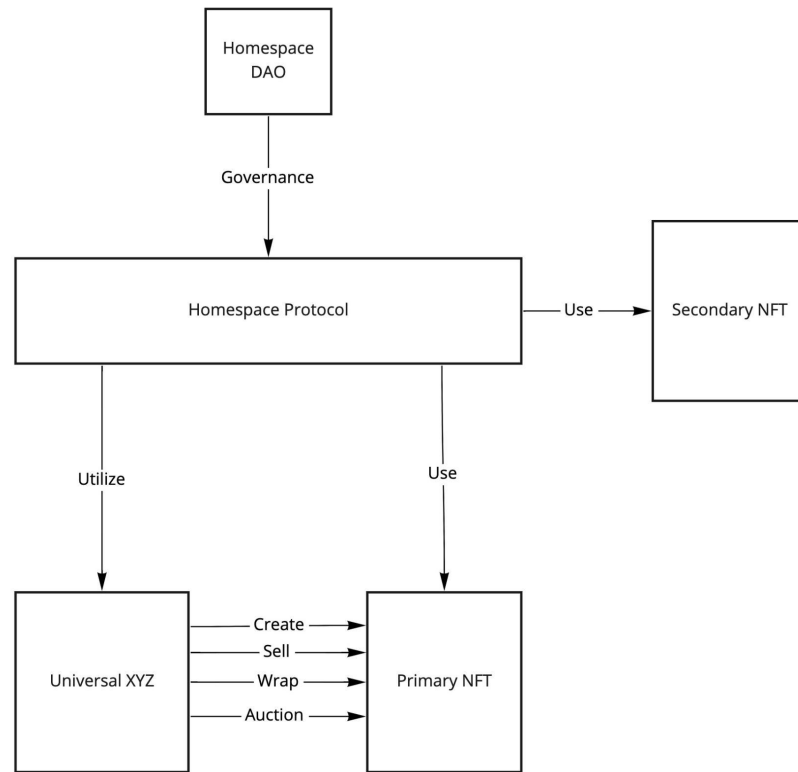 Homespace
DAO
Governance
Homespace Protocol
Use
Secondary NFT
Utilize
Use
Universal XYZ
Create
Sell
Wrap
Auction
Primary NFT